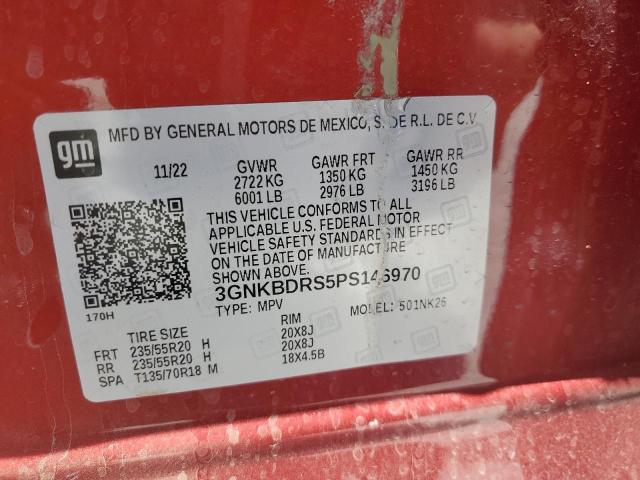 gm
MFD BY GENERAL MOTORS DE MEXICO, S. DE R.L. DE C.V.
11/22 GVWR GAWR FRT GAWR RR
2722 KG 1350 KG 1450 KG
6001 LB 2976 LB 3196 LB
THIS VEHICLE CONFORMS TO ALL
APPLICABLE U.S. FEDERAL MOTOR
VEHICLE SAFETY STANDARDS IN EFFECT
ON THE DATE OF MANUFACTURE
SHOWN ABOVE.
3GNKBDRS5PS146970
170H TYPE: MPV MODEL: 501NK26
TIRE SIZE RIM
FRT 235/55R20 H 20X8J
RR 235/55R20 H 20X8J
SPA T135/70R18 M 18X4.5B